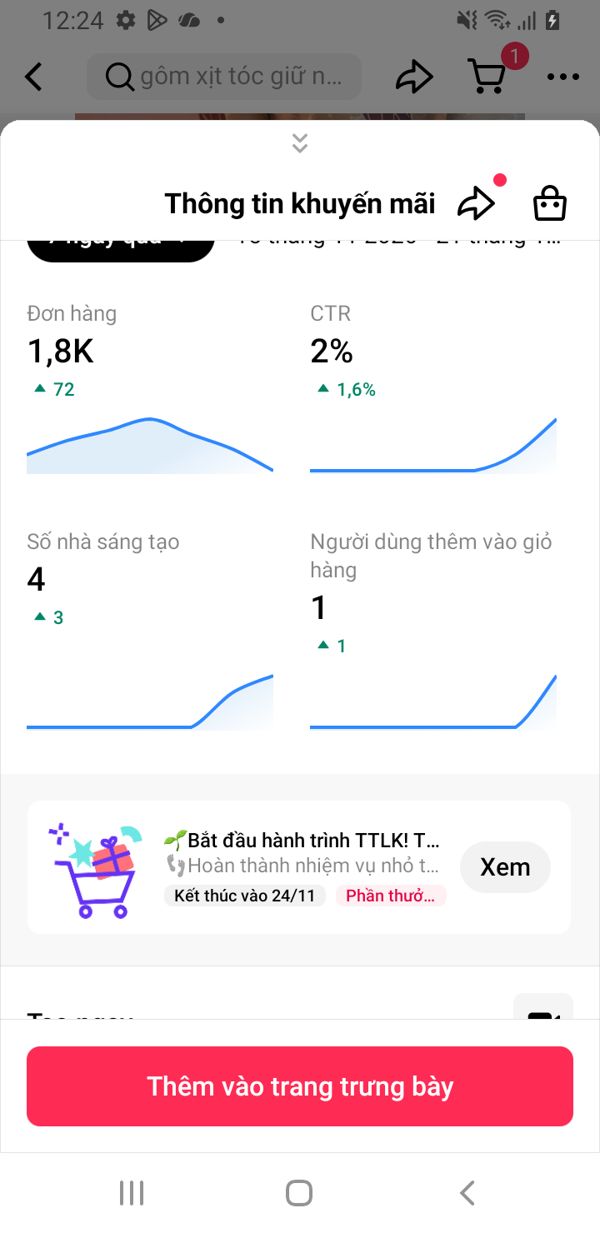 12:24
gôm xịt tóc giữ n...
1
Thông tin khuyến mãi
Đơn hàng
CTR
1,8K
2%
72
1,6%
Số nhà sáng tạo
Người dùng thêm vào giỏ
hàng
4
1
3
1
🌱Bắt đầu hành trình TTLK! T...
👣Hoàn thành nhiệm vụ nhỏ t...
Kết thúc vào 24/11
Phần thưở...
Xem
Thêm vào trang trưng bày